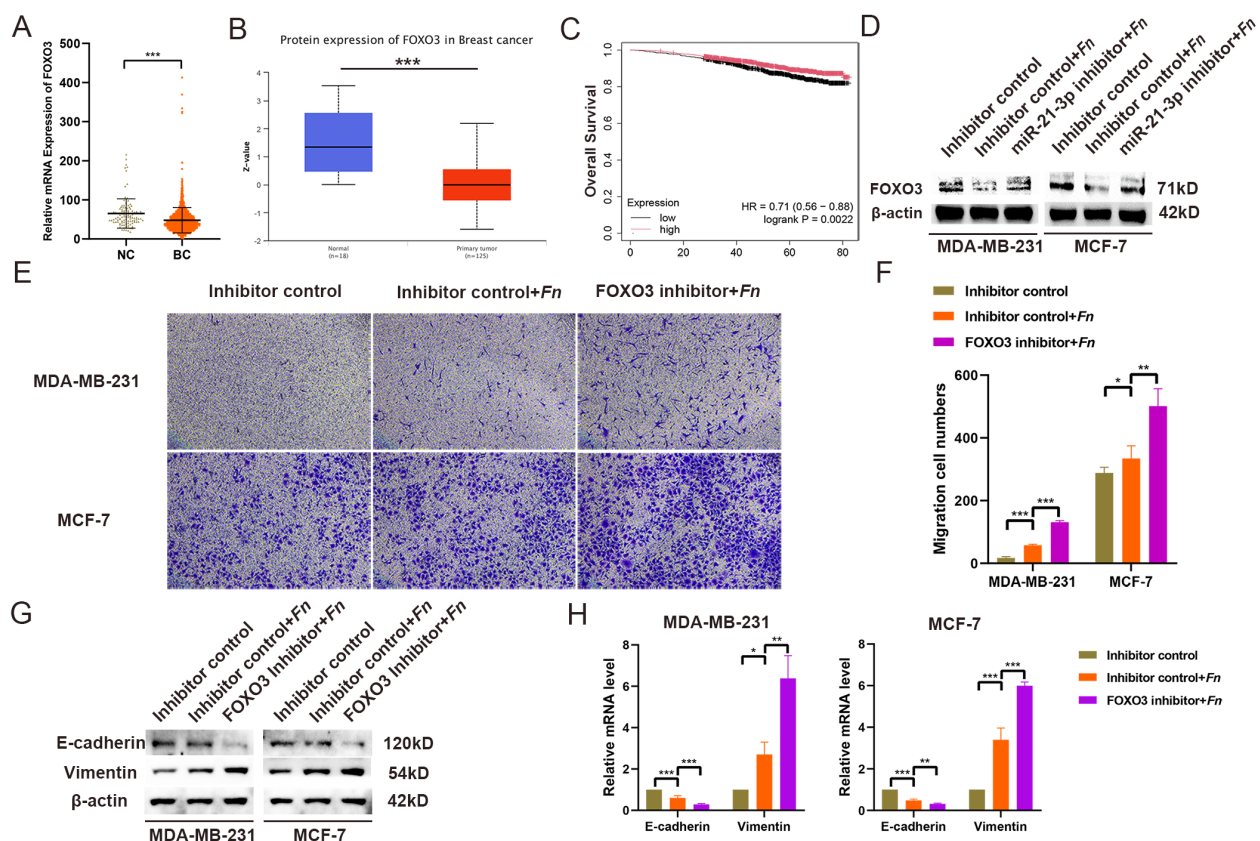 A
Relative mRNA Expression of FOXO3
500
400
300
200
100
0
***
NC
BC
B
Protein expression of FOXO3 in Breast cancer
***
Z-value
5
4
3
2
1
0
-1
-2
Normal
(n=18)
Primary tumor
(n=125)
C
Overall Survival
1.0
0.8
0.6
0.4
0.2
0.0
Expression
low
high
HR = 0.71 (0.56 − 0.88)
logrank P = 0.0022
0
20
40
60
80
D
Inhibitor control
Inhibitor control+Fn
miR-21-3p inhibitor+Fn
Inhibitor control
Inhibitor control+Fn
miR-21-3p inhibitor+Fn
FOXO3
71kD
β-actin
42kD
MDA-MB-231
MCF-7
E
Inhibitor control
Inhibitor control+Fn
FOXO3 inhibitor+Fn
MDA-MB-231
MCF-7
F
Inhibitor control
Inhibitor control+Fn
FOXO3 inhibitor+Fn
Migration cell numbers
600
400
200
0
***
***
*
**
MDA-MB-231
MCF-7
G
Inhibitor control
Inhibitor control+Fn
FOXO3 Inhibitor+Fn
Inhibitor control
Inhibitor control+Fn
FOXO3 Inhibitor+Fn
E-cadherin
120kD
Vimentin
54kD
β-actin
42kD
MDA-MB-231
MCF-7
H
MDA-MB-231
Relative mRNA level
8
6
4
2
0
***
***
*
**
E-cadherin
Vimentin
MCF-7
Relative mRNA level
8
6
4
2
0
***
**
***
***
E-cadherin
Vimentin
Inhibitor control
Inhibitor control+Fn
FOXO3 inhibitor+Fn